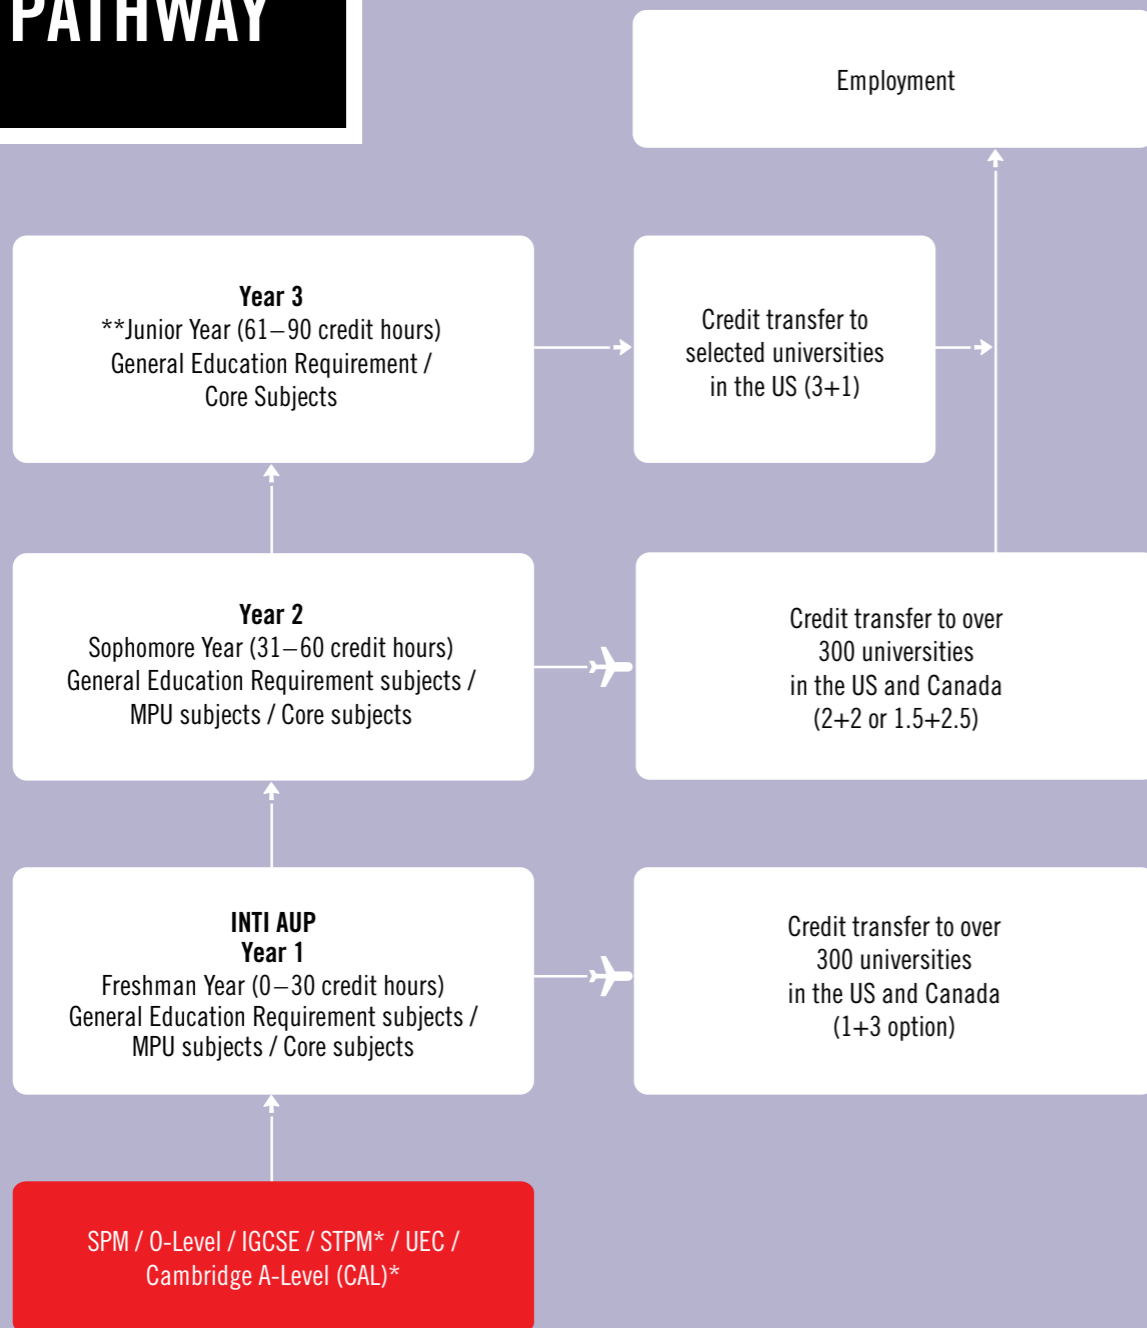 PATHWAY
Employment
Year 3
**Junior Year (61–90 credit hours)
General Education Requirement /
Core Subjects
Credit transfer to
selected universities
in the US (3+1)
Year 2
Sophomore Year (31–60 credit hours)
General Education Requirement subjects /
MPU subjects / Core subjects
Credit transfer to over
300 universities
in the US and Canada
(2+2 or 1.5+2.5)
INTI AUP
Year 1
Freshman Year (0–30 credit hours)
General Education Requirement subjects /
MPU subjects / Core subjects
Credit transfer to over
300 universities
in the US and Canada
(1+3 option)
SPM / O-Level / IGCSE / STPM* / UEC /
Cambridge A-Level (CAL)*